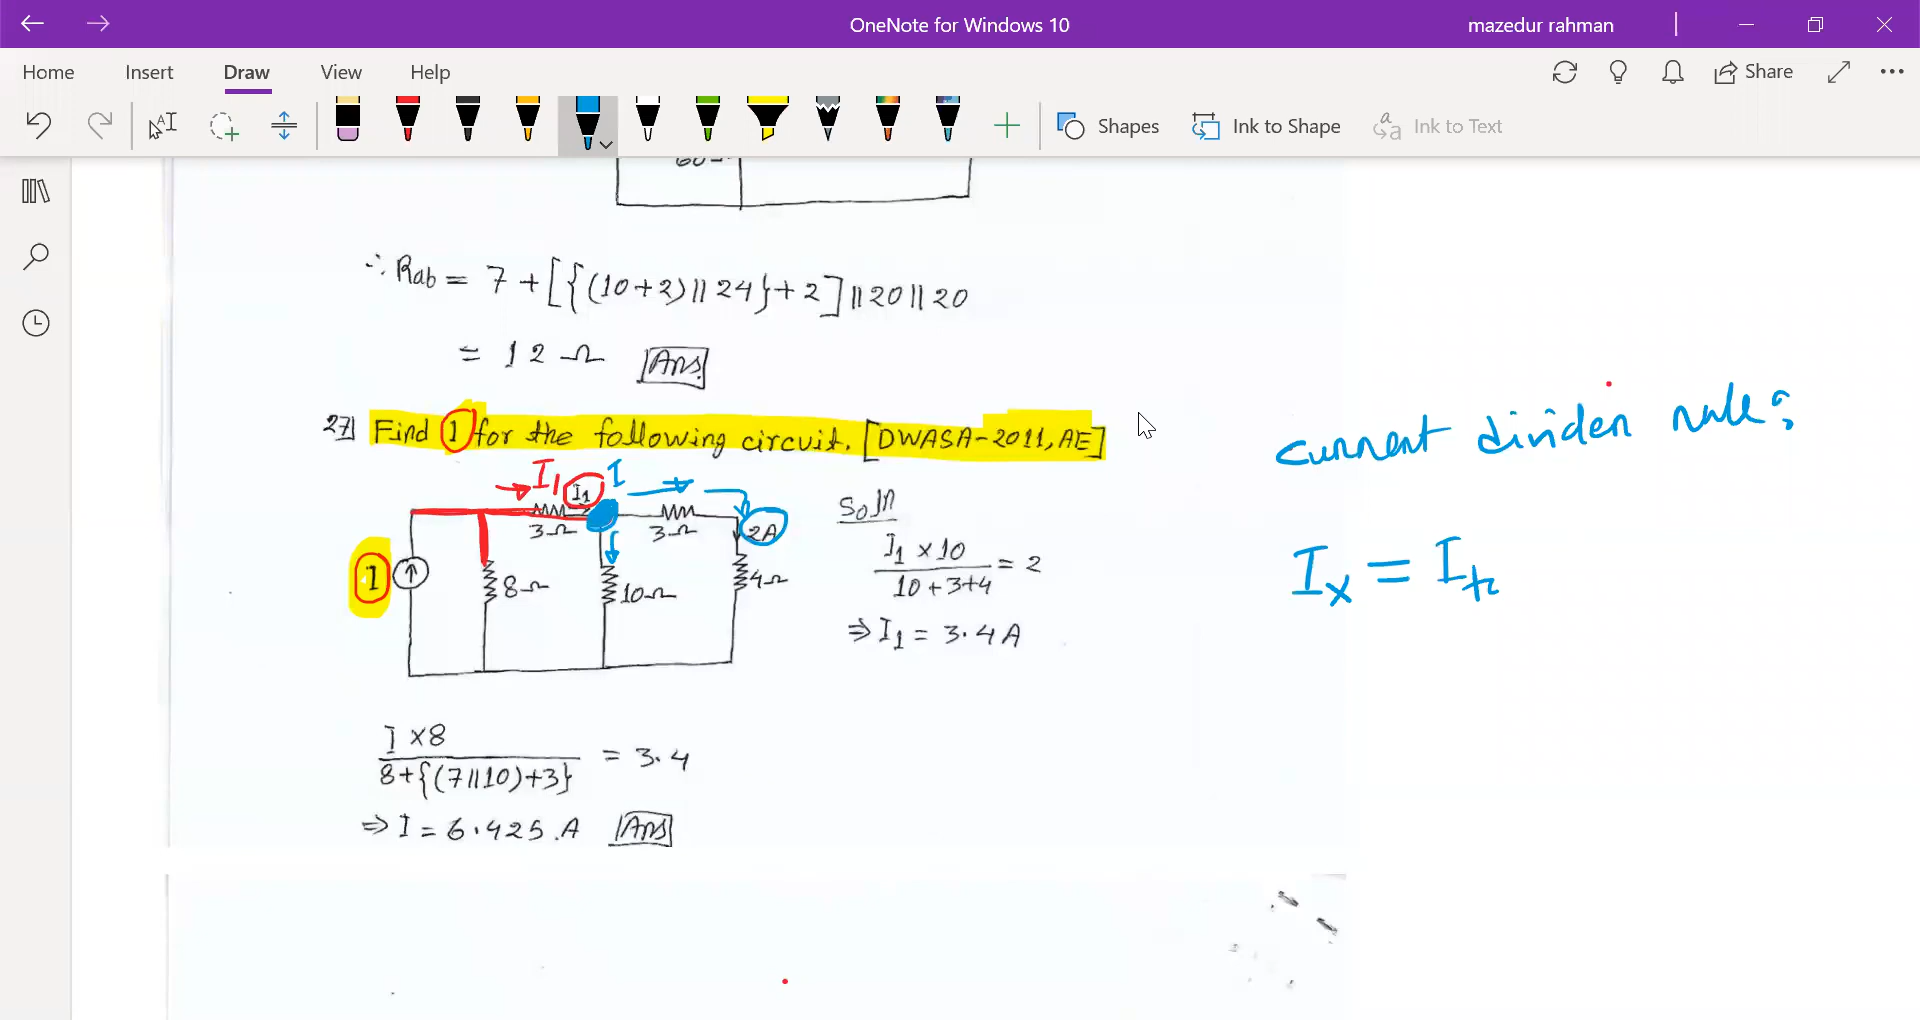 OneNote for Windows 10
mazedur rahman
Home Insert Draw View Help
Share
Shapes Ink to Shape Ink to Text
60Ω
∴ Rab = 7 + [{(10+2) || 24} + 2] || 20 || 20
= 12 Ω Ans.
27] Find I for the following circuit. [DWASA-2011, AE]
I1 I1 I
3Ω 3Ω 2A
I 8Ω 10Ω 4Ω
Soln
I1 × 10
10+3+4
= 2
⇒ I1 = 3.4 A
I × 8
8+{(7||10)+3}
= 3.4
⇒ I = 6.425 A Ans
current divider rule:
Ix = It